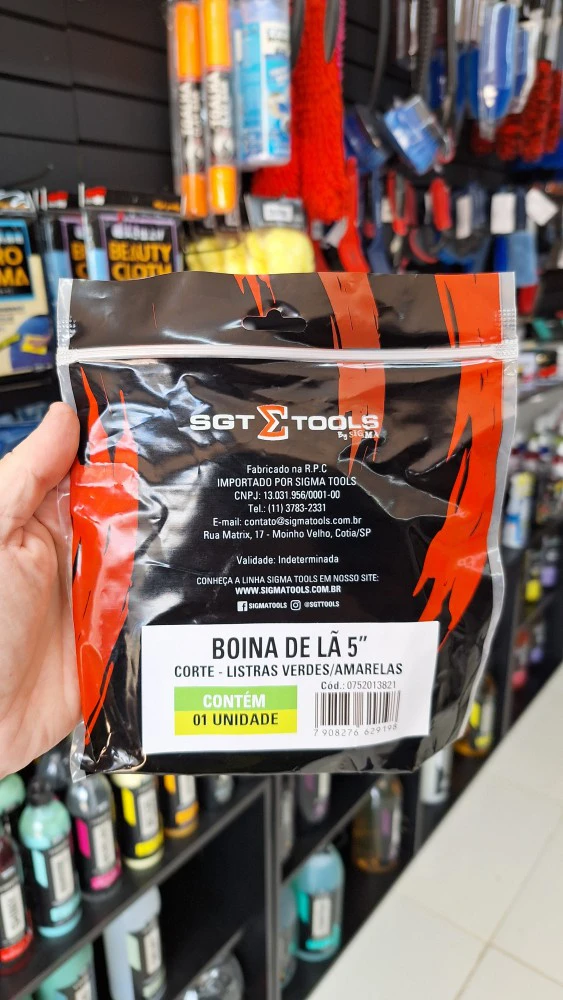 BEAUTY
CLOTH
SGT TOOLS
By SIGMA
Fabricado na R.P.C
IMPORTADO POR SIGMA TOOLS
CNPJ: 13.031.956/0001-00
Tel.: (11) 3783-2331
E-mail: contato@sigmatools.com.br
Rua Matrix, 17 - Moinho Velho, Cotia/SP
Validade: Indeterminada
CONHEÇA A LINHA SIGMA TOOLS EM NOSSO SITE:
WWW.SIGMATOOLS.COM.BR
SIGMATOOLS @SGTTOOLS
BOINA DE LÃ 5"
CORTE - LISTRAS VERDES/AMARELAS
Cód.: 0752013821
CONTÉM
01 UNIDADE
7 908276 629198